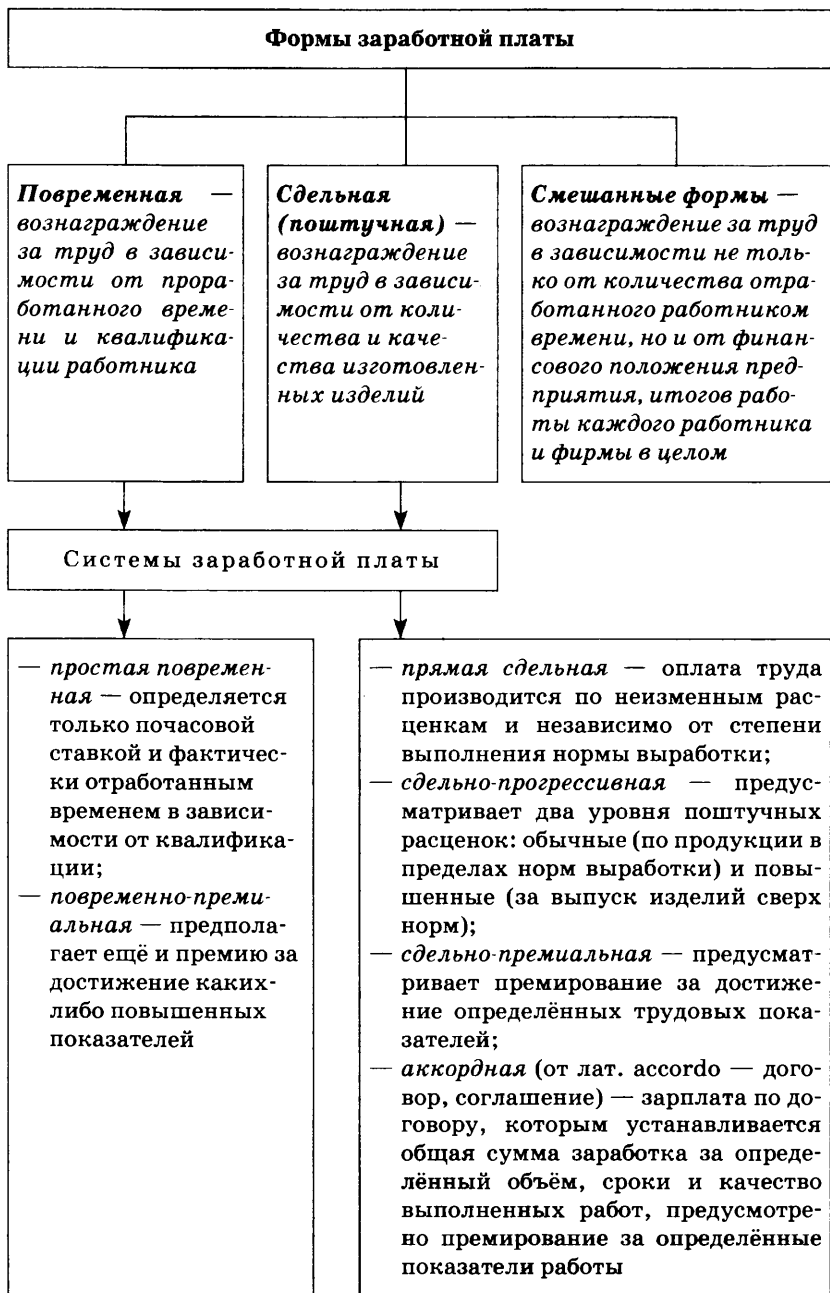 Формы заработной платы
Повременная —
вознаграждение
за труд в зависи-
мости от прора-
ботанного време-
ни и квалифика-
ции работника
Сдельная
(поштучная) —
вознаграждение
за труд в зависи-
мости от коли-
чества и каче-
ства изготовлен-
ных изделий
Смешанные формы —
вознаграждение за труд
в зависимости не толь-
ко от количества отра-
ботанного работником
времени, но и от финан-
сового положения пред-
приятия, итогов рабо-
ты каждого работника
и фирмы в целом
Системы заработной платы
— простая повремен-
ная — определяется
только почасовой
ставкой и фактичес-
ки отработанным
временем в зависи-
мости от квалифика-
ции;
— повременно-преми-
альная — предпола-
гает ещё и премию за
достижение каких-
либо повышенных
показателей
— прямая сдельная — оплата труда
производится по неизменным рас-
ценкам и независимо от степени
выполнения нормы выработки;
— сдельно-прогрессивная — предус-
матривает два уровня поштучных
расценок: обычные (по продукции в
пределах норм выработки) и повы-
шенные (за выпуск изделий сверх
норм);
— сдельно-премиальная — предусмат-
ривает премирование за достиже-
ние определённых трудовых пока-
зателей;
— аккордная (от лат. accordo — дого-
вор, соглашение) — зарплата по до-
говору, которым устанавливается
общая сумма заработка за опреде-
лённый объём, сроки и качество
выполненных работ, предусмотре-
но премирование за определённые
показатели работы